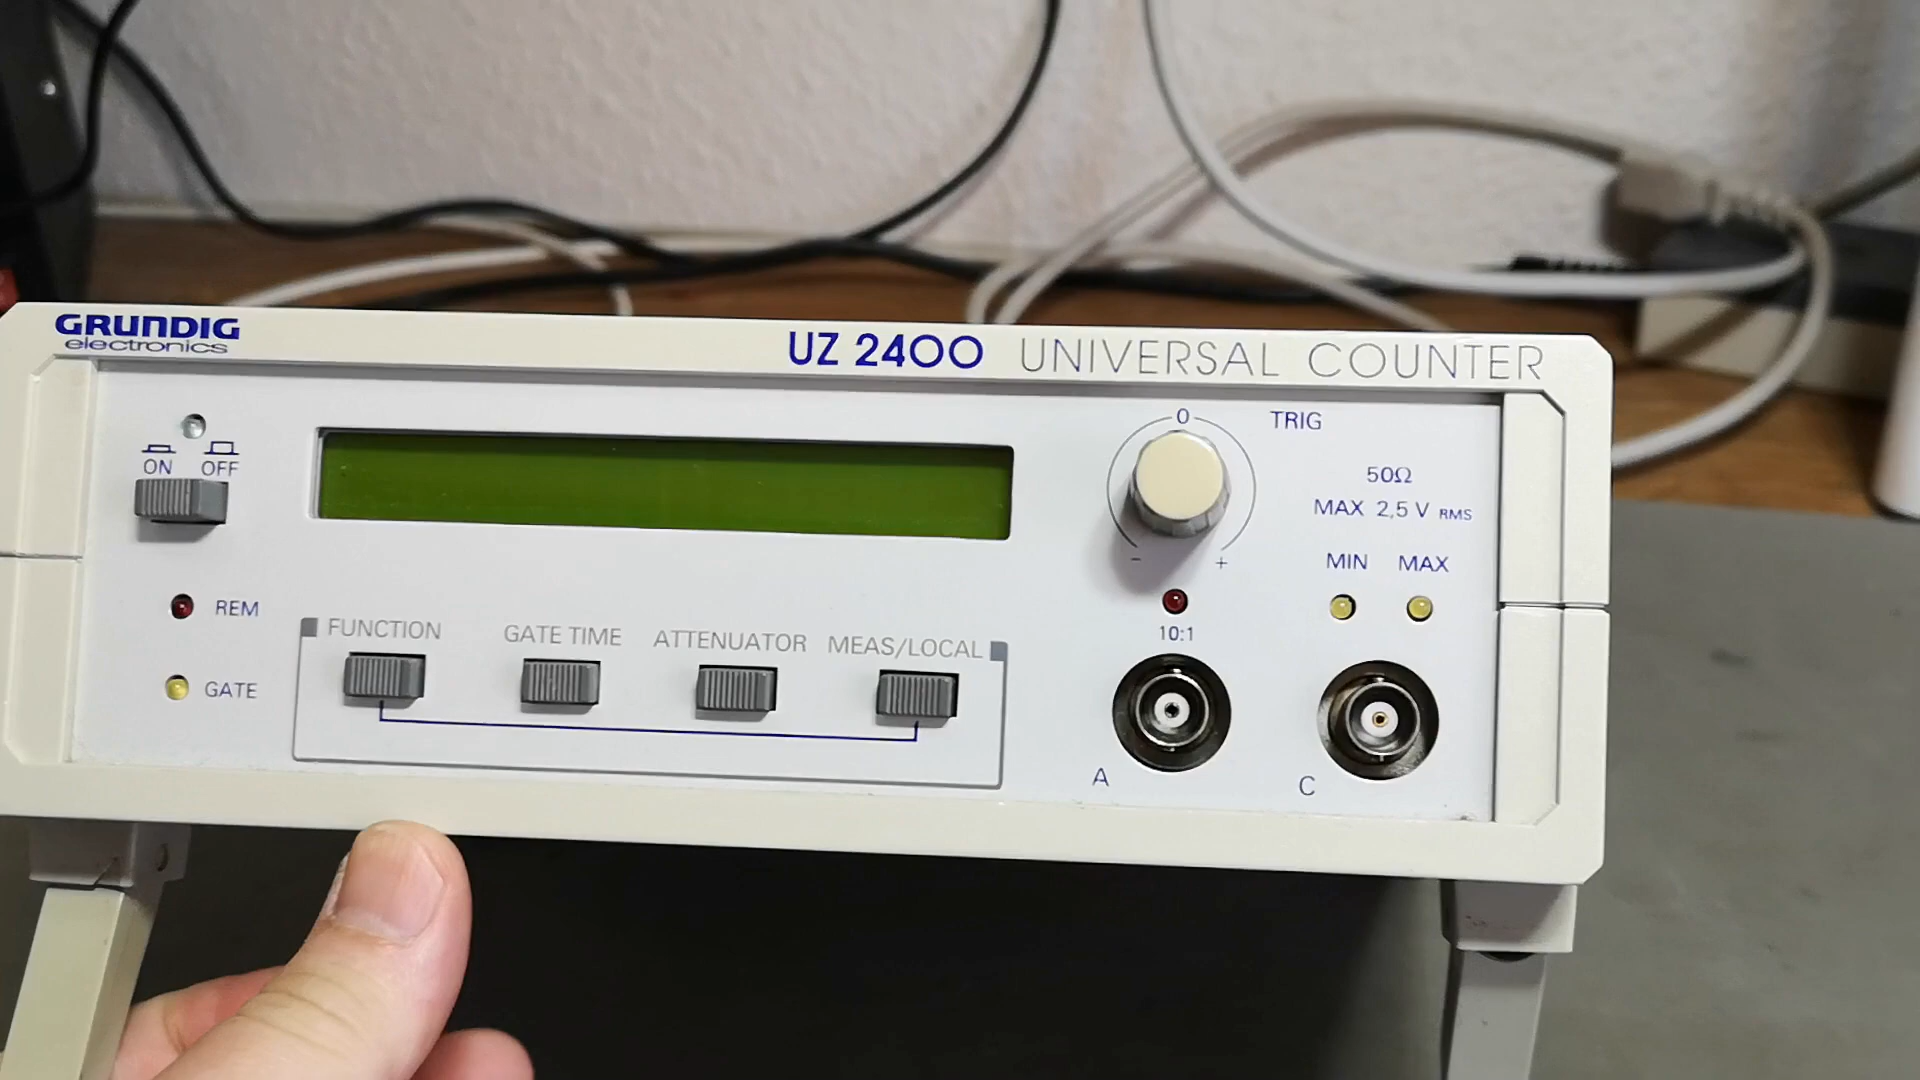 GRUNDIG
electronics
UZ 2400 UNIVERSAL COUNTER
ON OFF
REM
GATE
FUNCTION GATE TIME ATTENUATOR MEAS/LOCAL
0
TRIG
- +
10:1
A
50Ω
MAX 2,5 V RMS
MIN MAX
C